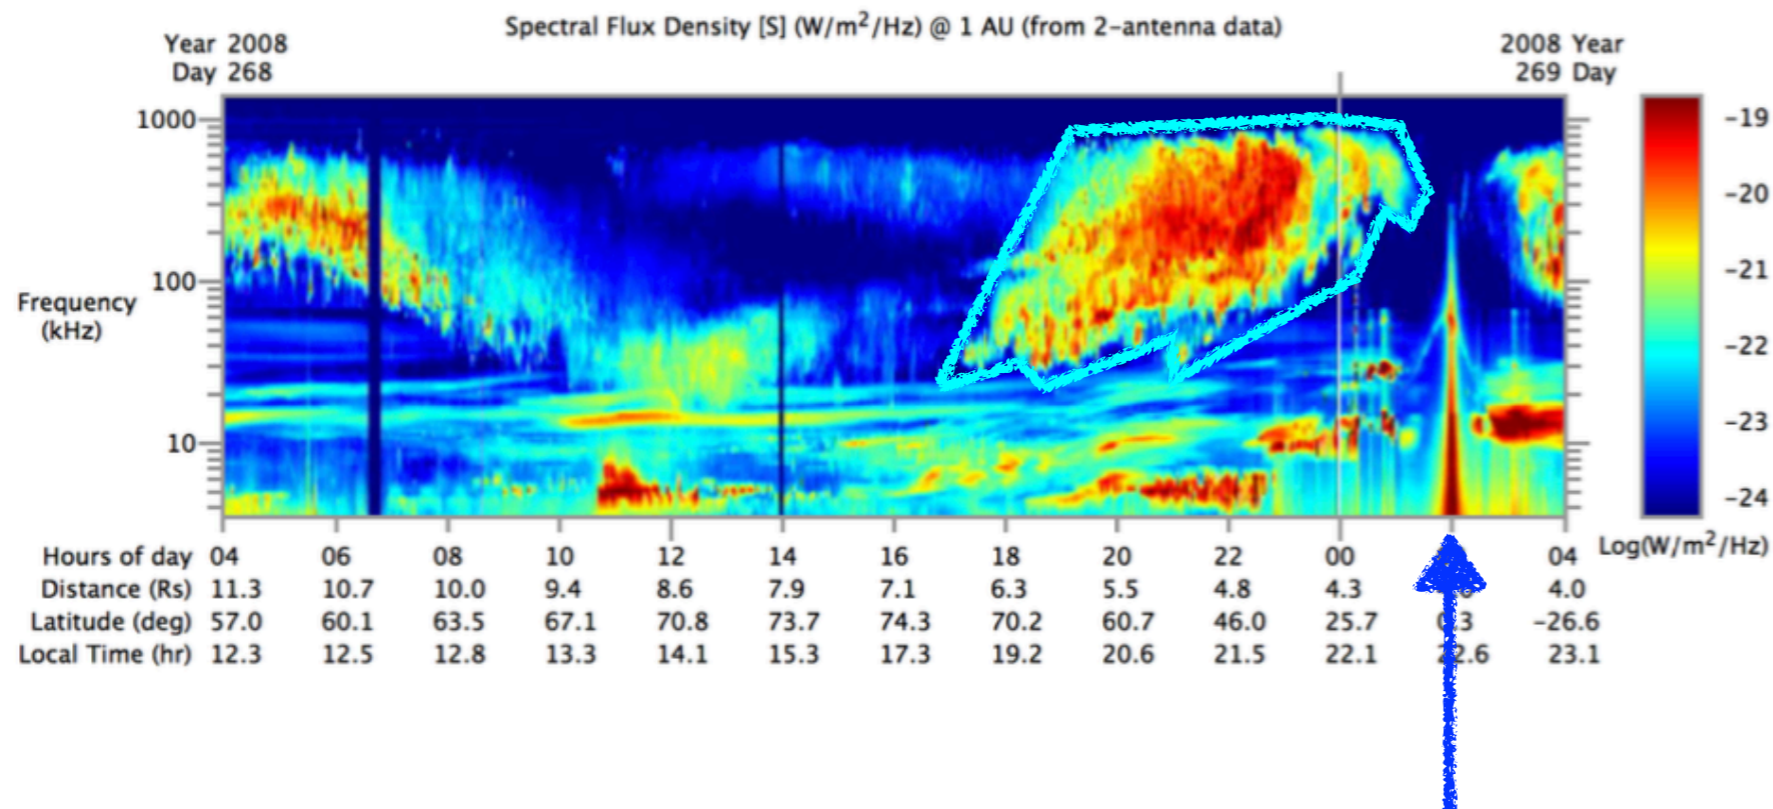 Spectral Flux Density [S] (W/m²/Hz) @ 1 AU (from 2-antenna data)
Year 2008
Day 268
2008 Year
269 Day
1000
100
10
Frequency
(kHz)
-19
-20
-21
-22
-23
-24
Log(W/m²/Hz)
Hours of day 04 06 08 10 12 14 16 18 20 22 00 04
Distance (Rs) 11.3 10.7 10.0 9.4 8.6 7.9 7.1 6.3 5.5 4.8 4.3 4.0
Latitude (deg) 57.0 60.1 63.5 67.1 70.8 73.7 74.3 70.2 60.7 46.0 25.7 -26.6
Local Time (hr) 12.3 12.5 12.8 13.3 14.1 15.3 17.3 19.2 20.6 21.5 22.1 23.1